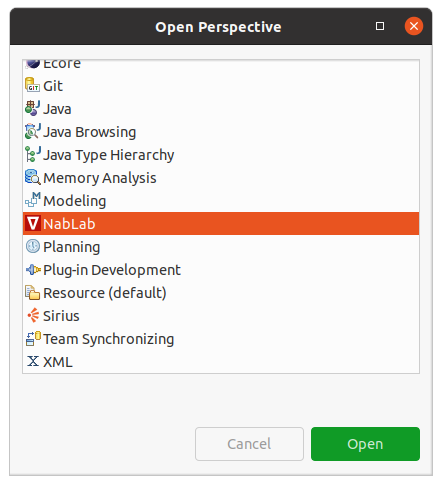 Open Perspective
Ecore
Git
Java
Java Browsing
Java Type Hierarchy
Memory Analysis
Modeling
NabLab
Planning
Plug-in Development
Resource (default)
Sirius
Team Synchronizing
XML
Cancel
Open